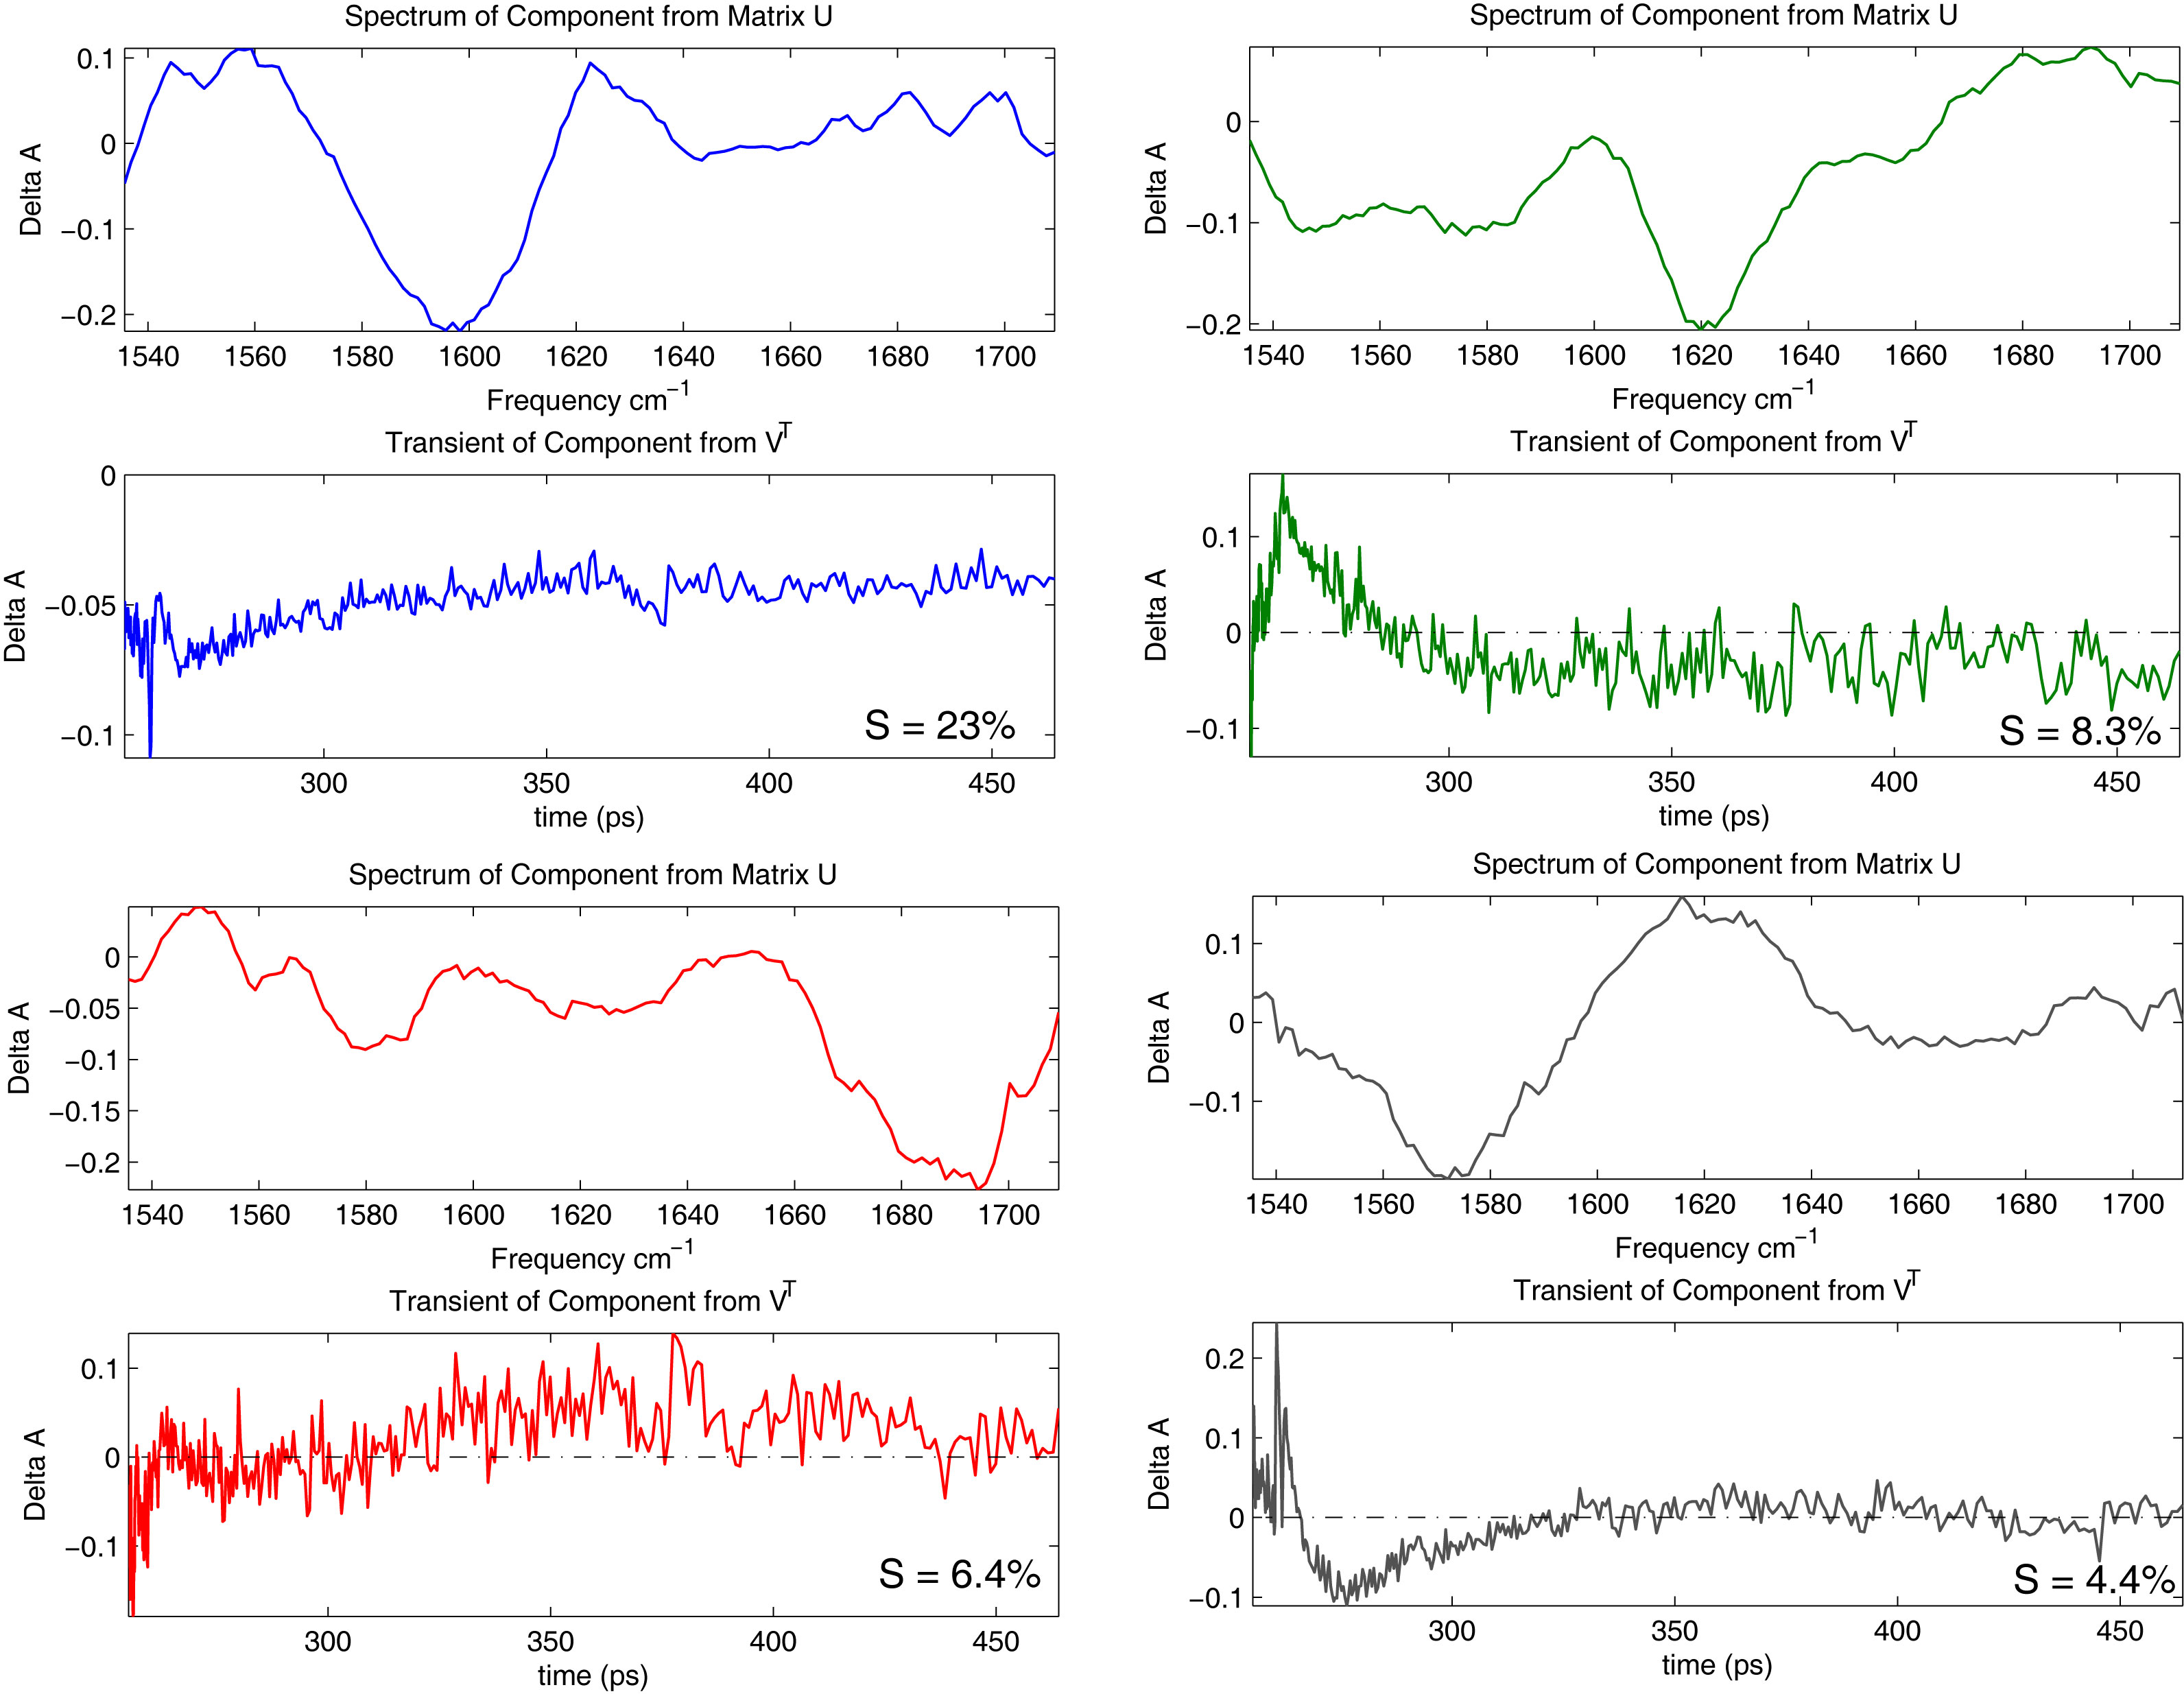 Spectrum of Component from Matrix U
0.1
0
−0.1
−0.2
Delta A
1540 1560 1580 1600 1620 1640 1660 1680 1700
Frequency cm−1
Transient of Component from VT
0
−0.05
−0.1
Delta A
S = 23%
300 350 400 450
time (ps)
Spectrum of Component from Matrix U
0
−0.1
−0.2
Delta A
1540 1560 1580 1600 1620 1640 1660 1680 1700
Frequency cm−1
Transient of Component from VT
0.1
0
−0.1
Delta A
S = 8.3%
300 350 400 450
time (ps)
Spectrum of Component from Matrix U
0
−0.05
−0.1
−0.15
−0.2
Delta A
1540 1560 1580 1600 1620 1640 1660 1680 1700
Frequency cm−1
Transient of Component from VT
0.1
0
−0.1
Delta A
S = 6.4%
300 350 400 450
time (ps)
Spectrum of Component from Matrix U
0.1
0
−0.1
Delta A
1540 1560 1580 1600 1620 1640 1660 1680 1700
Frequency cm−1
Transient of Component from VT
0.2
0.1
0
−0.1
Delta A
S = 4.4%
300 350 400 450
time (ps)